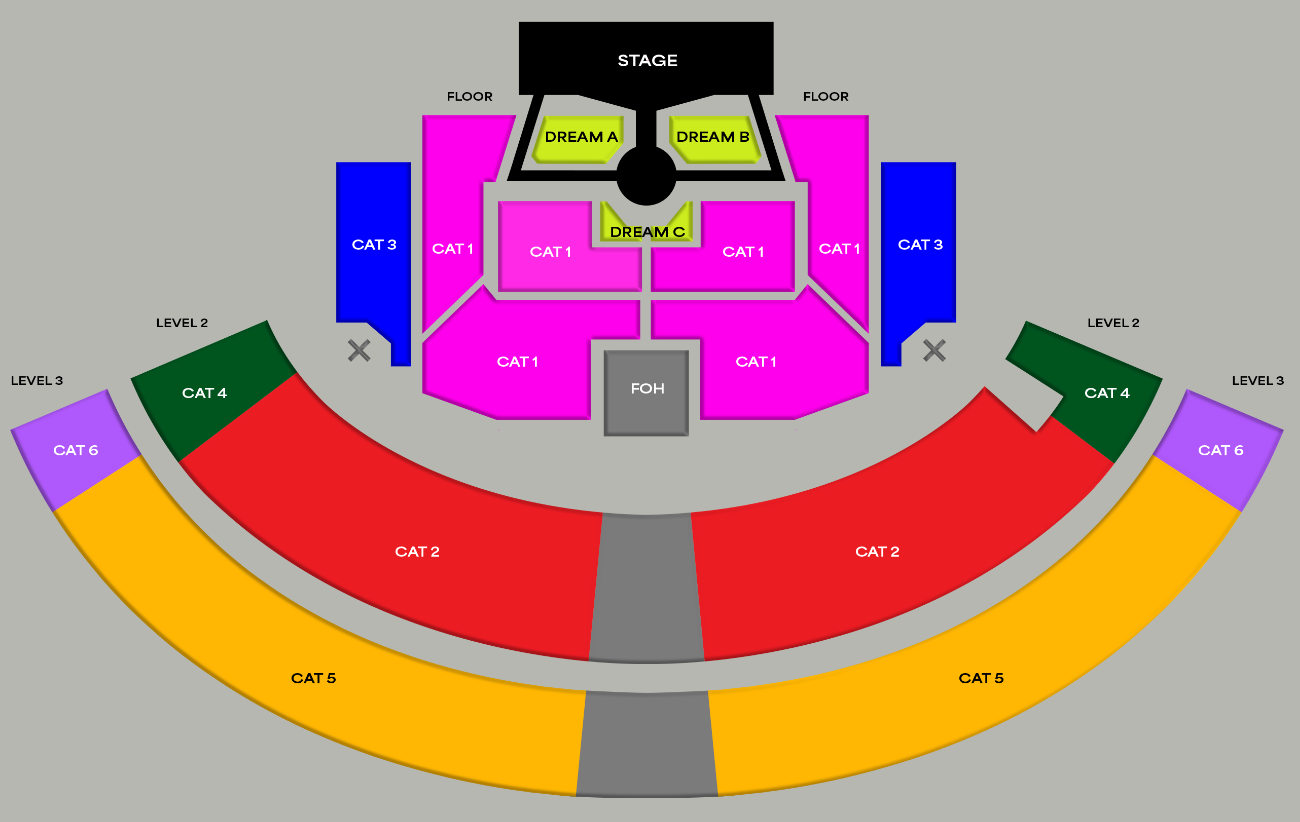 STAGE
FLOOR
FLOOR
DREAM A
DREAM B
DREAM C
CAT 3
CAT 1
CAT 1
CAT 1
CAT 1
CAT 3
LEVEL 2
LEVEL 2
CAT 1
CAT 1
LEVEL 3
LEVEL 3
FOH
CAT 4
CAT 4
CAT 6
CAT 6
CAT 2
CAT 2
CAT 5
CAT 5